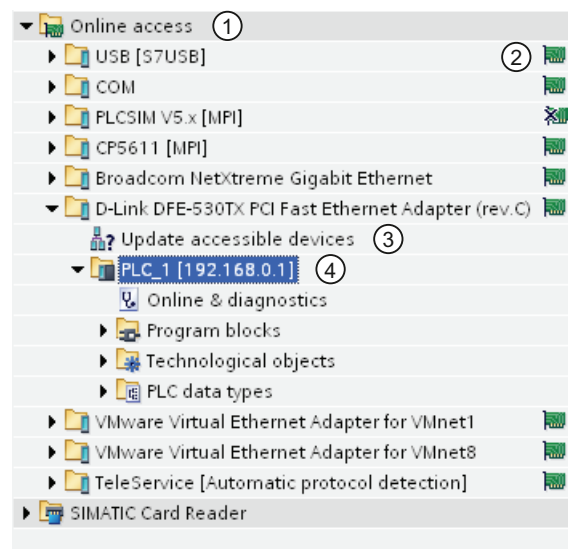 Online access 1
USB [S7USB] 2
COM
PLCSIM V5.x [MPI]
CP5611 [MPI]
Broadcom NetXtreme Gigabit Ethernet
D-Link DFE-530TX PCI Fast Ethernet Adapter (rev.C)
Update accessible devices 3
PLC_1 [192.168.0.1] 4
Online & diagnostics
Program blocks
Technological objects
PLC data types
VMware Virtual Ethernet Adapter for VMnet1
VMware Virtual Ethernet Adapter for VMnet8
TeleService [Automatic protocol detection]
SIMATIC Card Reader